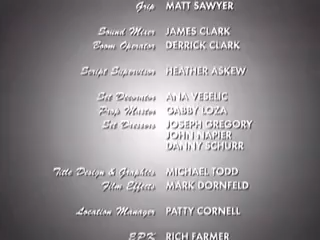 Grip MATT SAWYER
Sound Mixer JAMES CLARK
Boom Operator DERRICK CLARK
Script Supervisor HEATHER ASKEW
Set Decorator ANA VESELIC
Prop Master GABBY LOZA
Set Dressors JOSEPH GREGORY
JOHN NAPIER
DANNY SCHURR
Title Design & Graphics MICHAEL TODD
Film Effects MARK DORNFELD
Location Manager PATTY CORNELL
EPK RICH FARMER